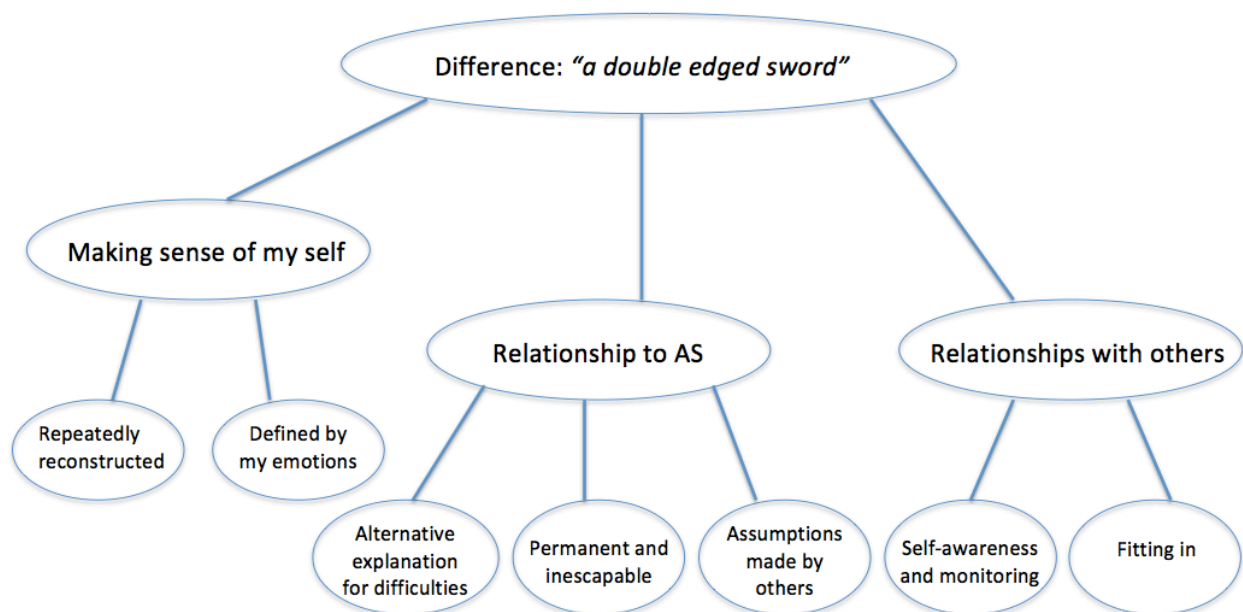 Difference: “a double edged sword”
Making sense of my self
Relationship to AS
Relationships with others
Repeatedly
reconstructed
Defined by
my emotions
Alternative
explanation
for difficulties
Permanent and
inescapable
Assumptions
made by
others
Self-awareness
and monitoring
Fitting in